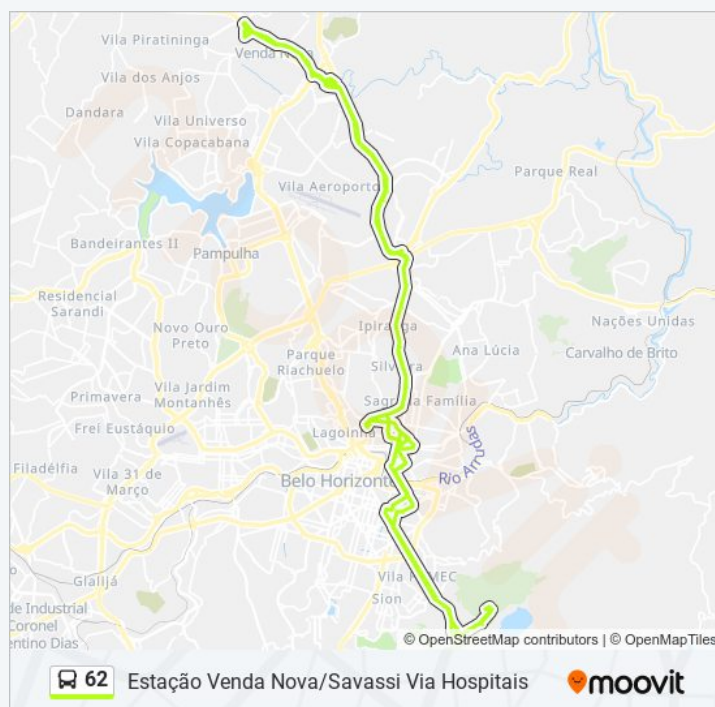 Vila Piratininga
Venda Nova
Vila dos Anjos
Dandara
Vila Universo
Vila Copacabana
Parque Real
Vila Aeroporto
Bandeirantes II
Pampulha
Residencial
Sarandi
Ipiranga
Nações Unidas
Novo Ouro
Preto
Parque
Riachuelo
Silveira
Ana Lúcia
Carvalho de Brito
Primavera
Vila Jardim
Montanhês
Sagrada Família
Frei Eustáquio
Lagoinha
Rio Arrudas
Filadélfia
Vila 31 de
Março
Belo Horizonte
Glalijá
Vila FUMEC
Sion
de Industrial
Coronel
entino Dias
© OpenStreetMap contributors | © OpenMapTiles
62 Estação Venda Nova/Savassi Via Hospitais
moovit